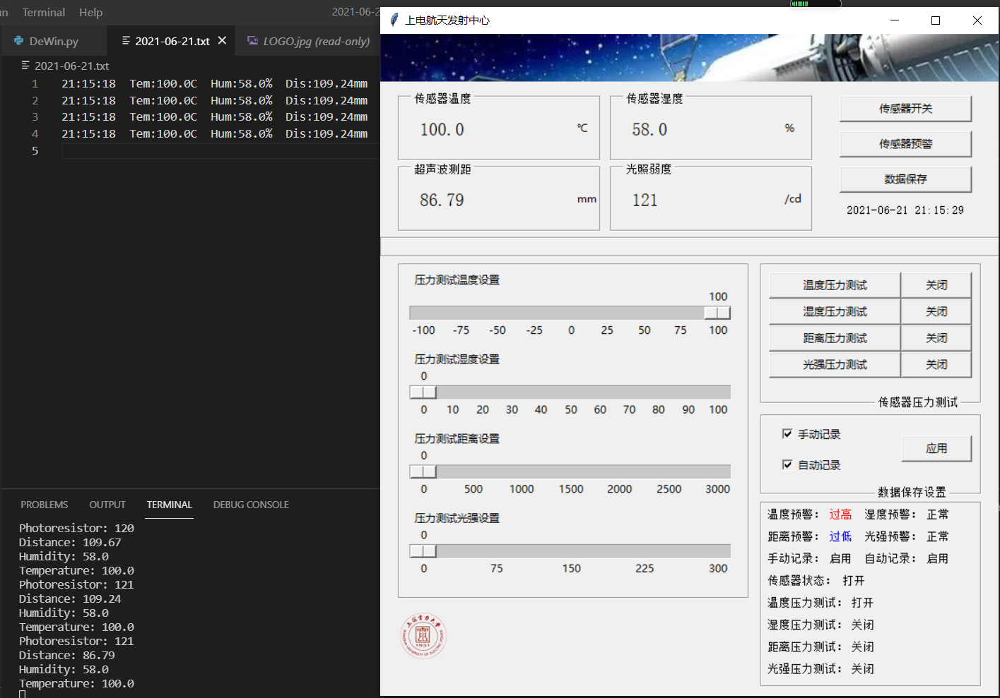 Terminal Help
2021-06-2
DeWin.py
2021-06-21.txt
LOGO.jpg (read-only)
2021-06-21.txt
1 21:15:18 Tem:100.0C Hum:58.0% Dis:109.24mm
2 21:15:18 Tem:100.0C Hum:58.0% Dis:109.24mm
3 21:15:18 Tem:100.0C Hum:58.0% Dis:109.24mm
4 21:15:18 Tem:100.0C Hum:58.0% Dis:109.24mm
5
PROBLEMS OUTPUT TERMINAL DEBUG CONSOLE
Photoresistor: 120
Distance: 109.67
Humidity: 58.0
Temperature: 100.0
Photoresistor: 121
Distance: 109.24
Humidity: 58.0
Temperature: 100.0
Photoresistor: 121
Distance: 86.79
Humidity: 58.0
Temperature: 100.0
上电航天发射中心
传感器温度
100.0 ℃
传感器湿度
58.0 %
超声波测距
86.79 mm
光照弱度
121 /cd
传感器开关
传感器预警
数据保存
2021-06-21 21:15:29
压力测试温度设置
100
-100 -75 -50 -25 0 25 50 75 100
压力测试湿度设置
0
0 10 20 30 40 50 60 70 80 90 100
压力测试距离设置
0
0 500 1000 1500 2000 2500 3000
压力测试光强设置
0
0 75 150 225 300
温度压力测试 关闭
湿度压力测试 关闭
距离压力测试 关闭
光强压力测试 关闭
传感器压力测试
手动记录
自动记录
应用
数据保存设置
温度预警: 过高 湿度预警: 正常
距离预警: 过低 光强预警: 正常
手动记录: 启用 自动记录: 启用
传感器状态: 打开
温度压力测试: 打开
湿度压力测试: 关闭
距离压力测试: 关闭
光强压力测试: 关闭
上海电力大学
1951